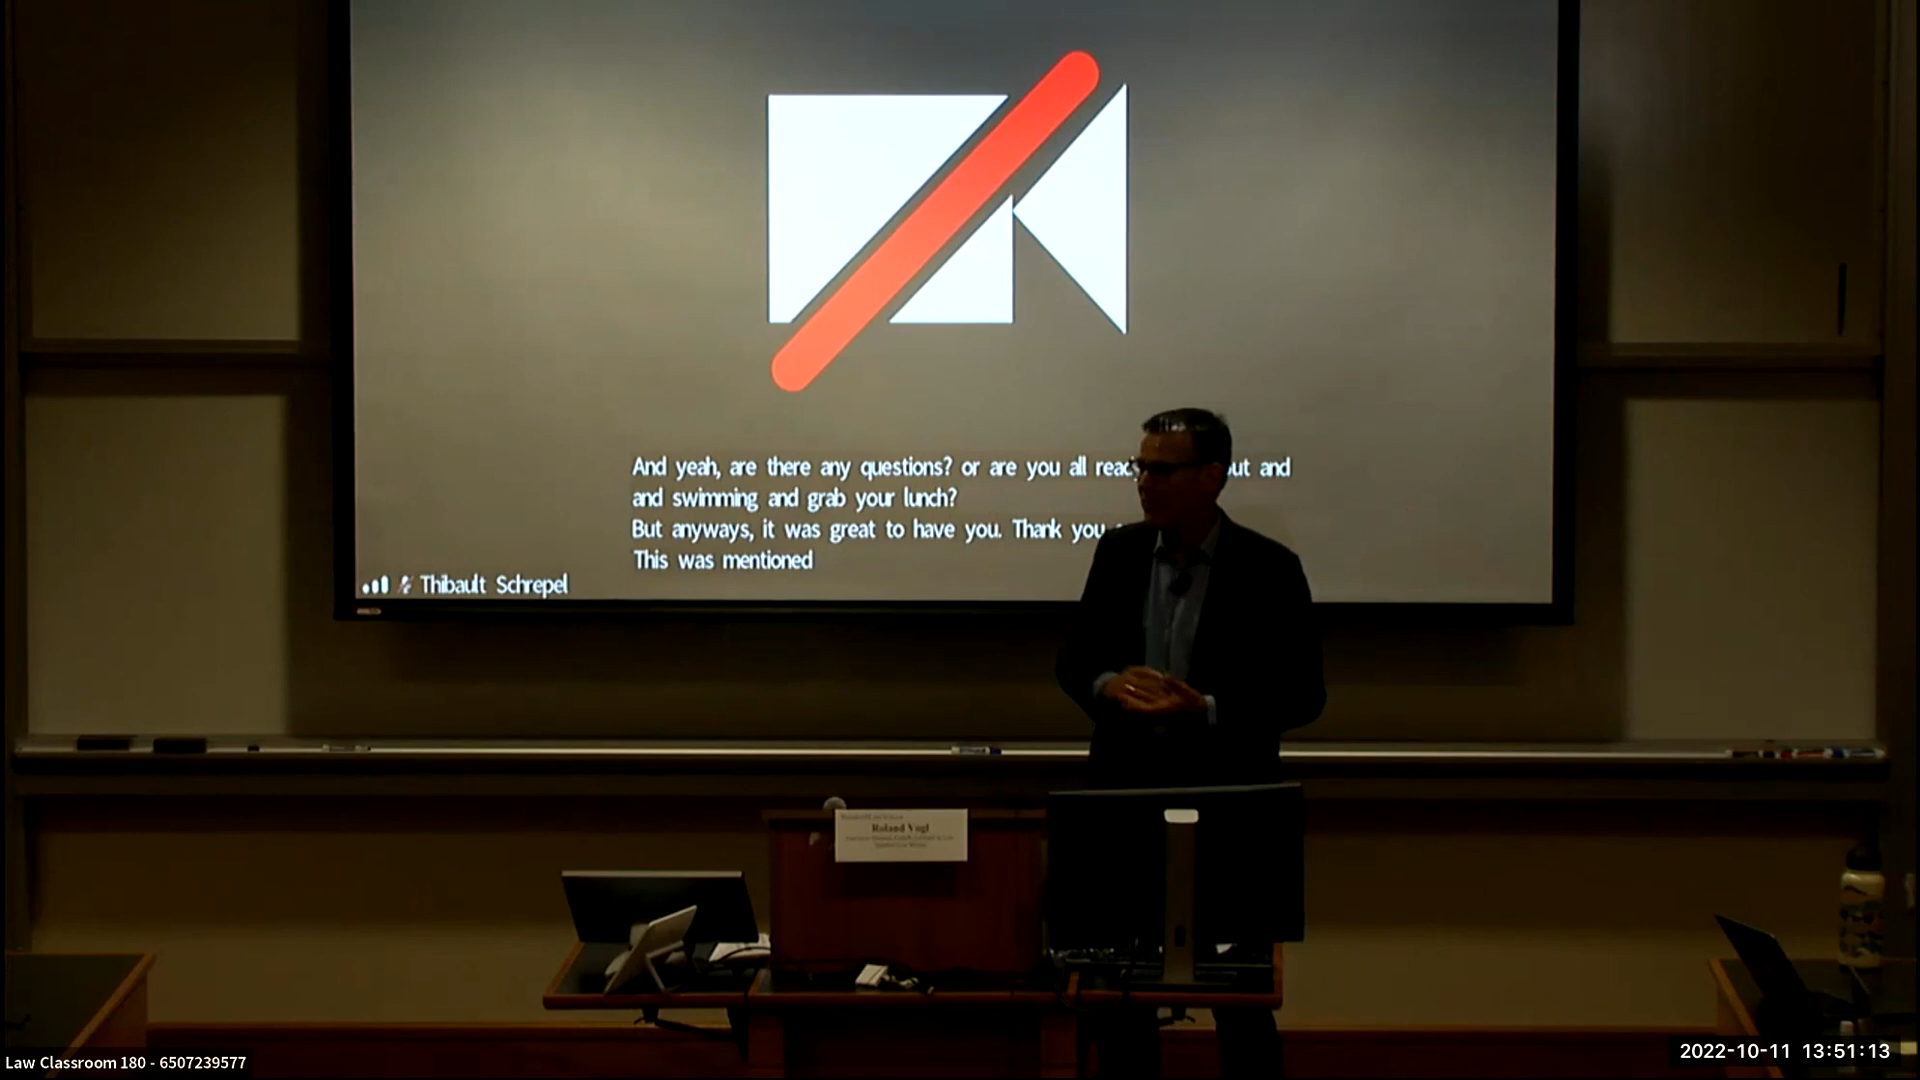 And yeah, are there any questions? or are you all out and
and swimming and grab your lunch?
But anyways, it was great to have you. Thank you
This was mentioned
Thibault Schrepel
Roland Vogl
Law Classroom 180 - 6507239577
2022-10-11 13:51:13